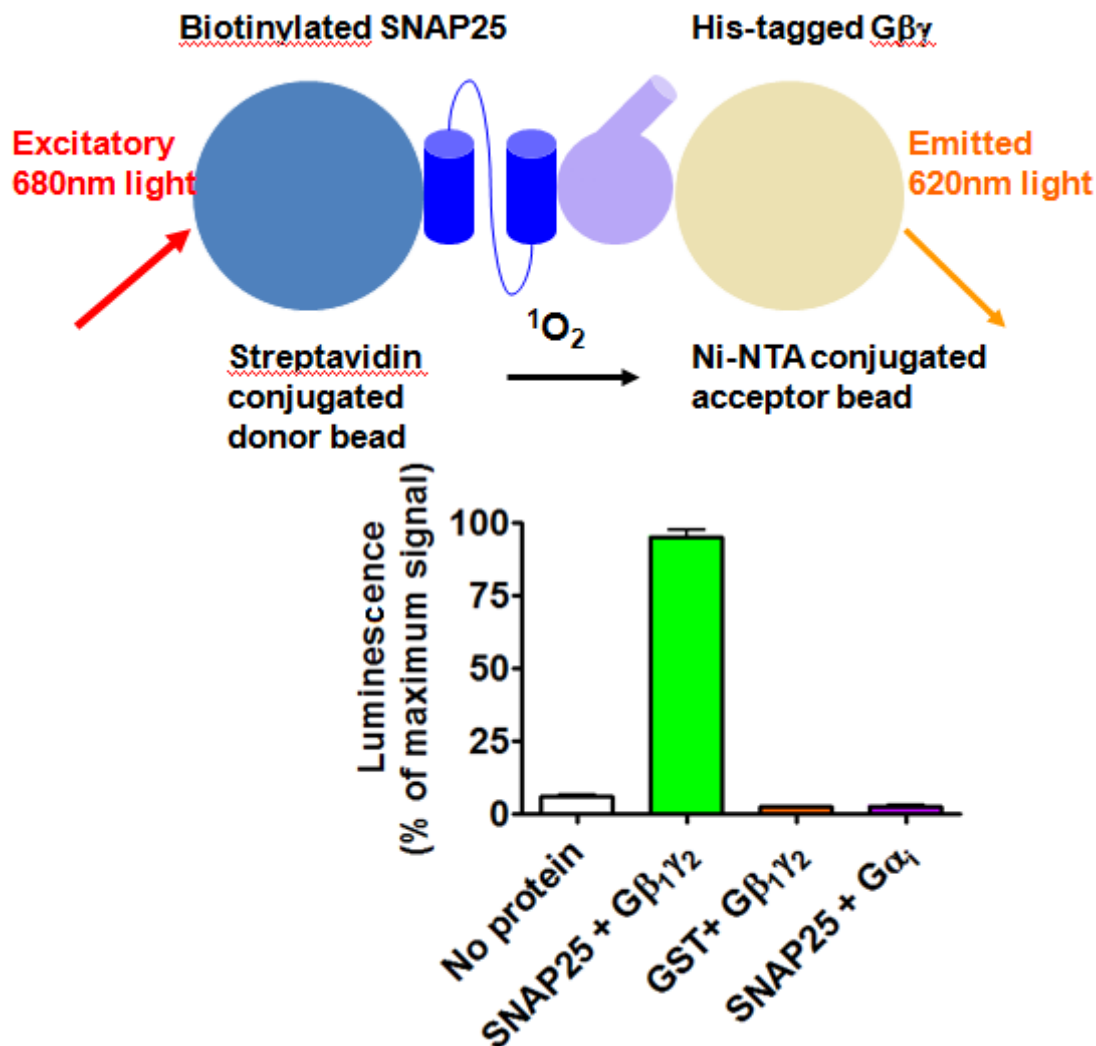 Biotinylated SNAP25
His-tagged Gβγ
Excitatory
680nm light
Emitted
620nm light
¹O₂
Streptavidin
conjugated
donor bead
Ni-NTA conjugated
acceptor bead
Luminescence
(% of maximum signal)
100
75
50
25
0
No protein
SNAP25 + Gβ₁γ₂
GST+ Gβ₁γ₂
SNAP25 + Gαᵢ